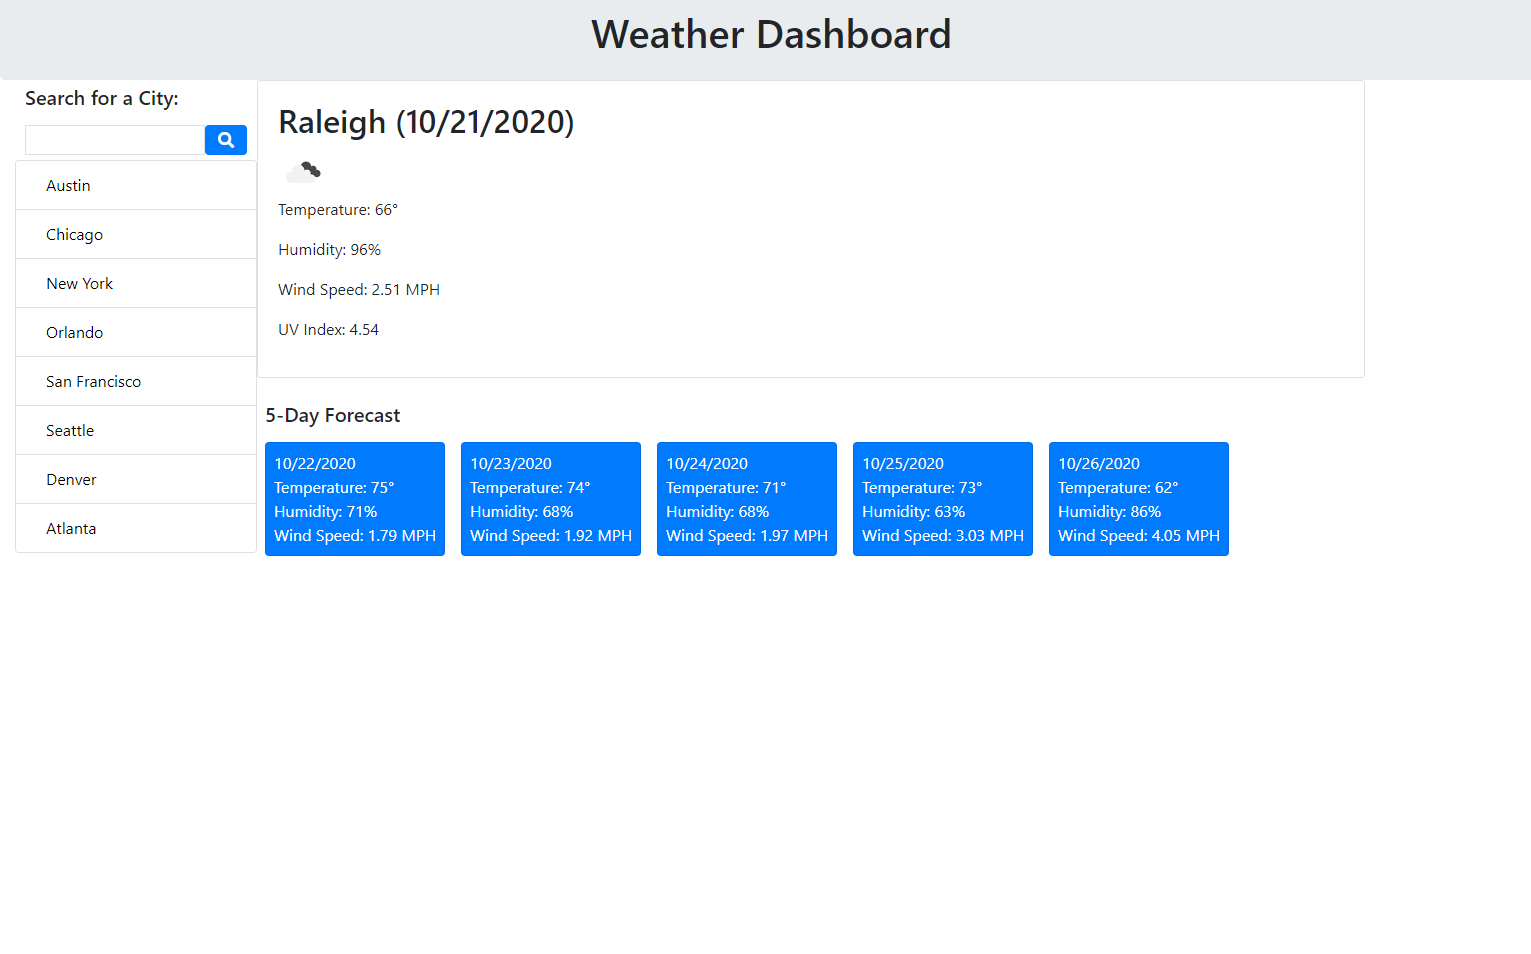 Weather Dashboard
Search for a City:
Austin
Chicago
New York
Orlando
San Francisco
Seattle
Denver
Atlanta
Raleigh (10/21/2020)
Temperature: 66°
Humidity: 96%
Wind Speed: 2.51 MPH
UV Index: 4.54
5-Day Forecast
10/22/2020
Temperature: 75°
Humidity: 71%
Wind Speed: 1.79 MPH
10/23/2020
Temperature: 74°
Humidity: 68%
Wind Speed: 1.92 MPH
10/24/2020
Temperature: 71°
Humidity: 68%
Wind Speed: 1.97 MPH
10/25/2020
Temperature: 73°
Humidity: 63%
Wind Speed: 3.03 MPH
10/26/2020
Temperature: 62°
Humidity: 86%
Wind Speed: 4.05 MPH